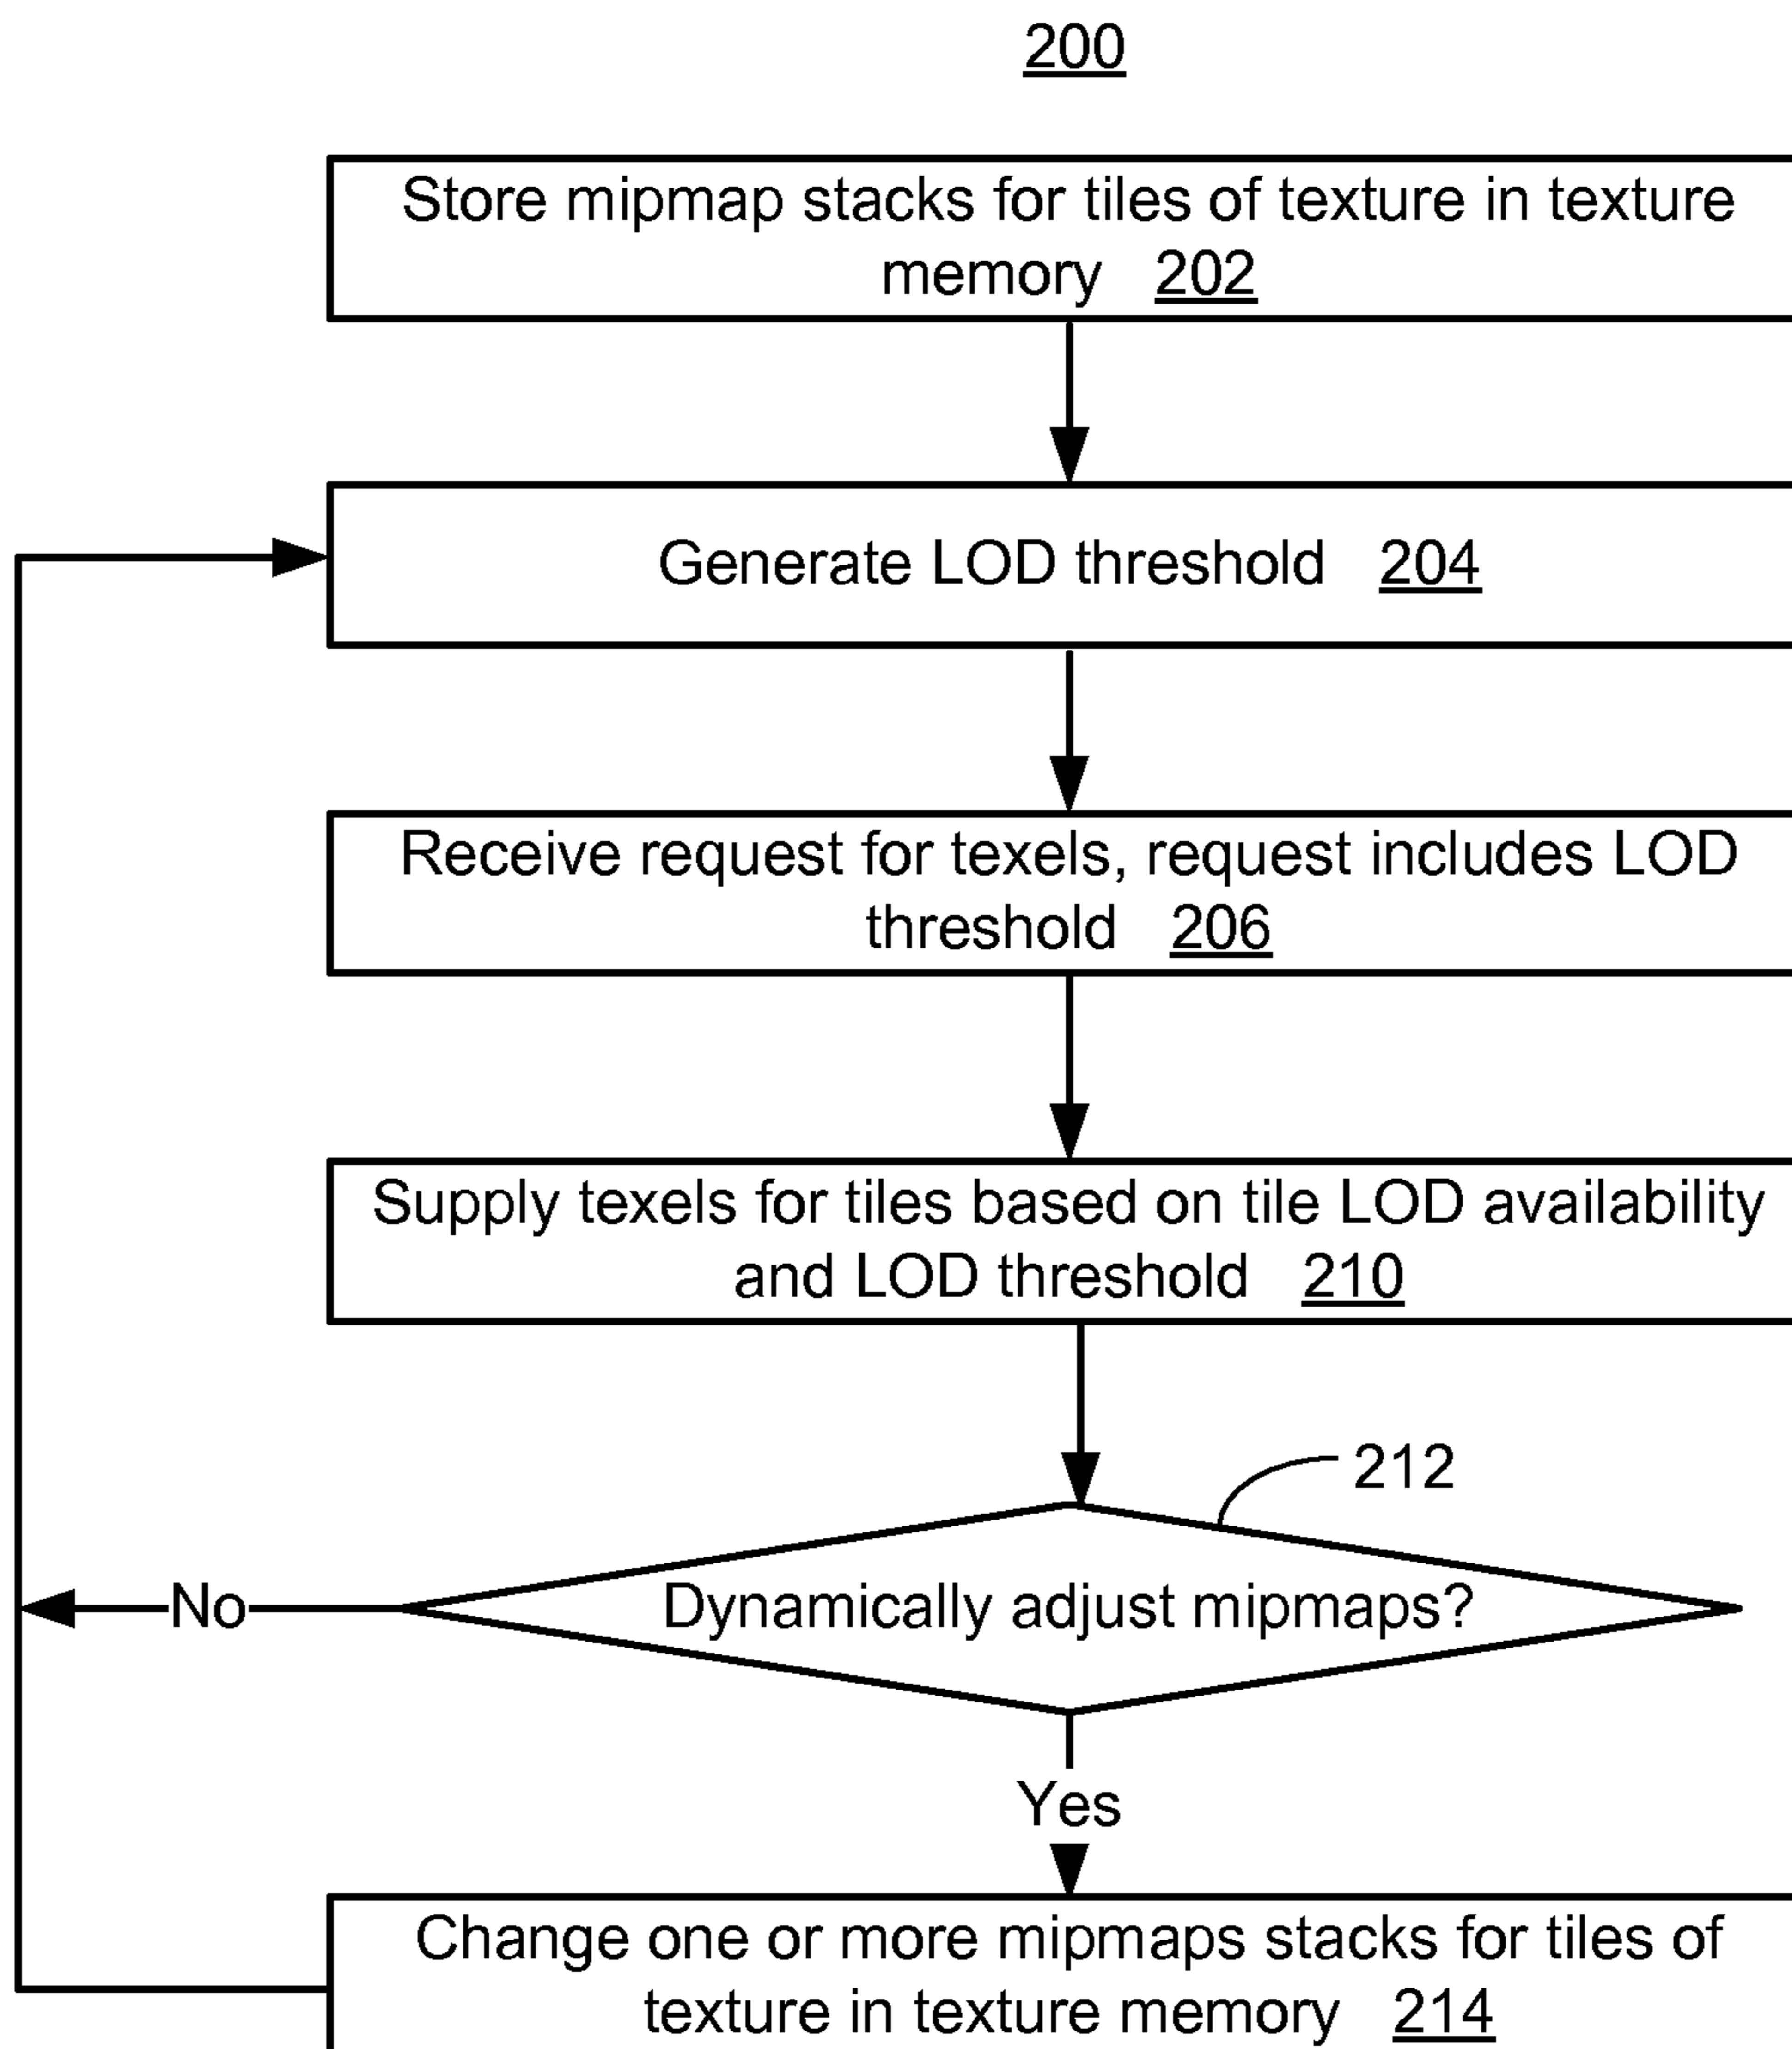 200
Store mipmap stacks for tiles of texture in texture
memory 202
Generate LOD threshold 204
Receive request for texels, request includes LOD
threshold 206
Supply texels for tiles based on tile LOD availability
and LOD threshold 210
212
Dynamically adjust mipmaps?
No
Yes
Change one or more mipmaps stacks for tiles of
texture in texture memory 214